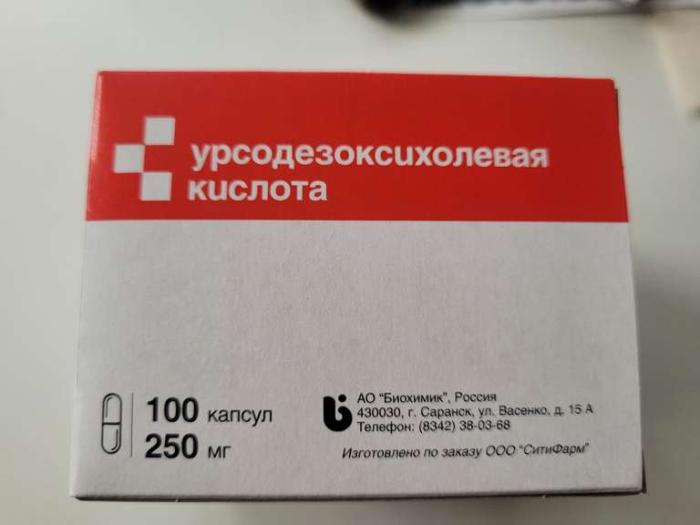 урсодезоксихолевая
кислота
100 капсул
250 мг
АО "Биохимик", Россия
430030, г. Саранск, ул. Васенко, д. 15 А
Телефон: (8342) 38-03-68
Изготовлено по заказу ООО "СитиФарм"